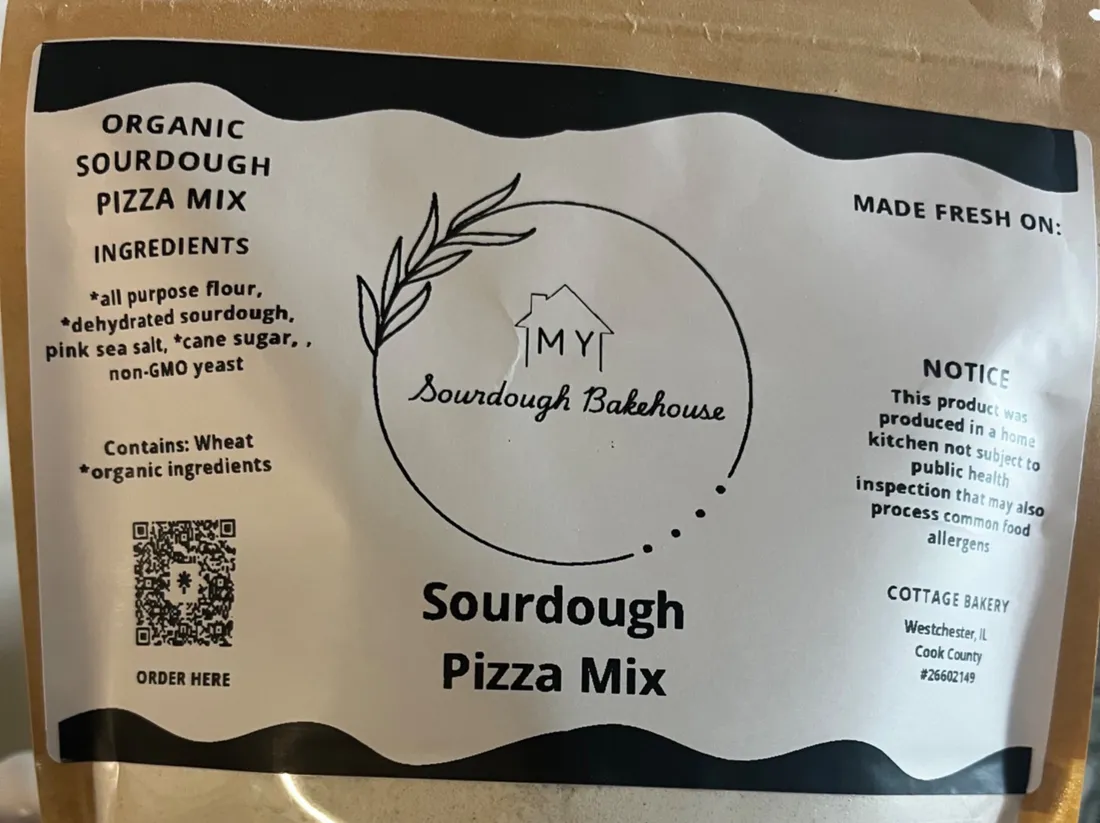 ORGANIC
SOURDOUGH
PIZZA MIX
INGREDIENTS
*all purpose flour,
*dehydrated sourdough,
pink sea salt, *cane sugar, ,
non-GMO yeast
Contains: Wheat
*organic ingredients
ORDER HERE
MY
Sourdough Bakehouse
Sourdough
Pizza Mix
MADE FRESH ON:
NOTICE
This product was
produced in a home
kitchen not subject to
public health
inspection that may also
process common food
allergens
COTTAGE BAKERY
Westchester, IL
Cook County
#26602149